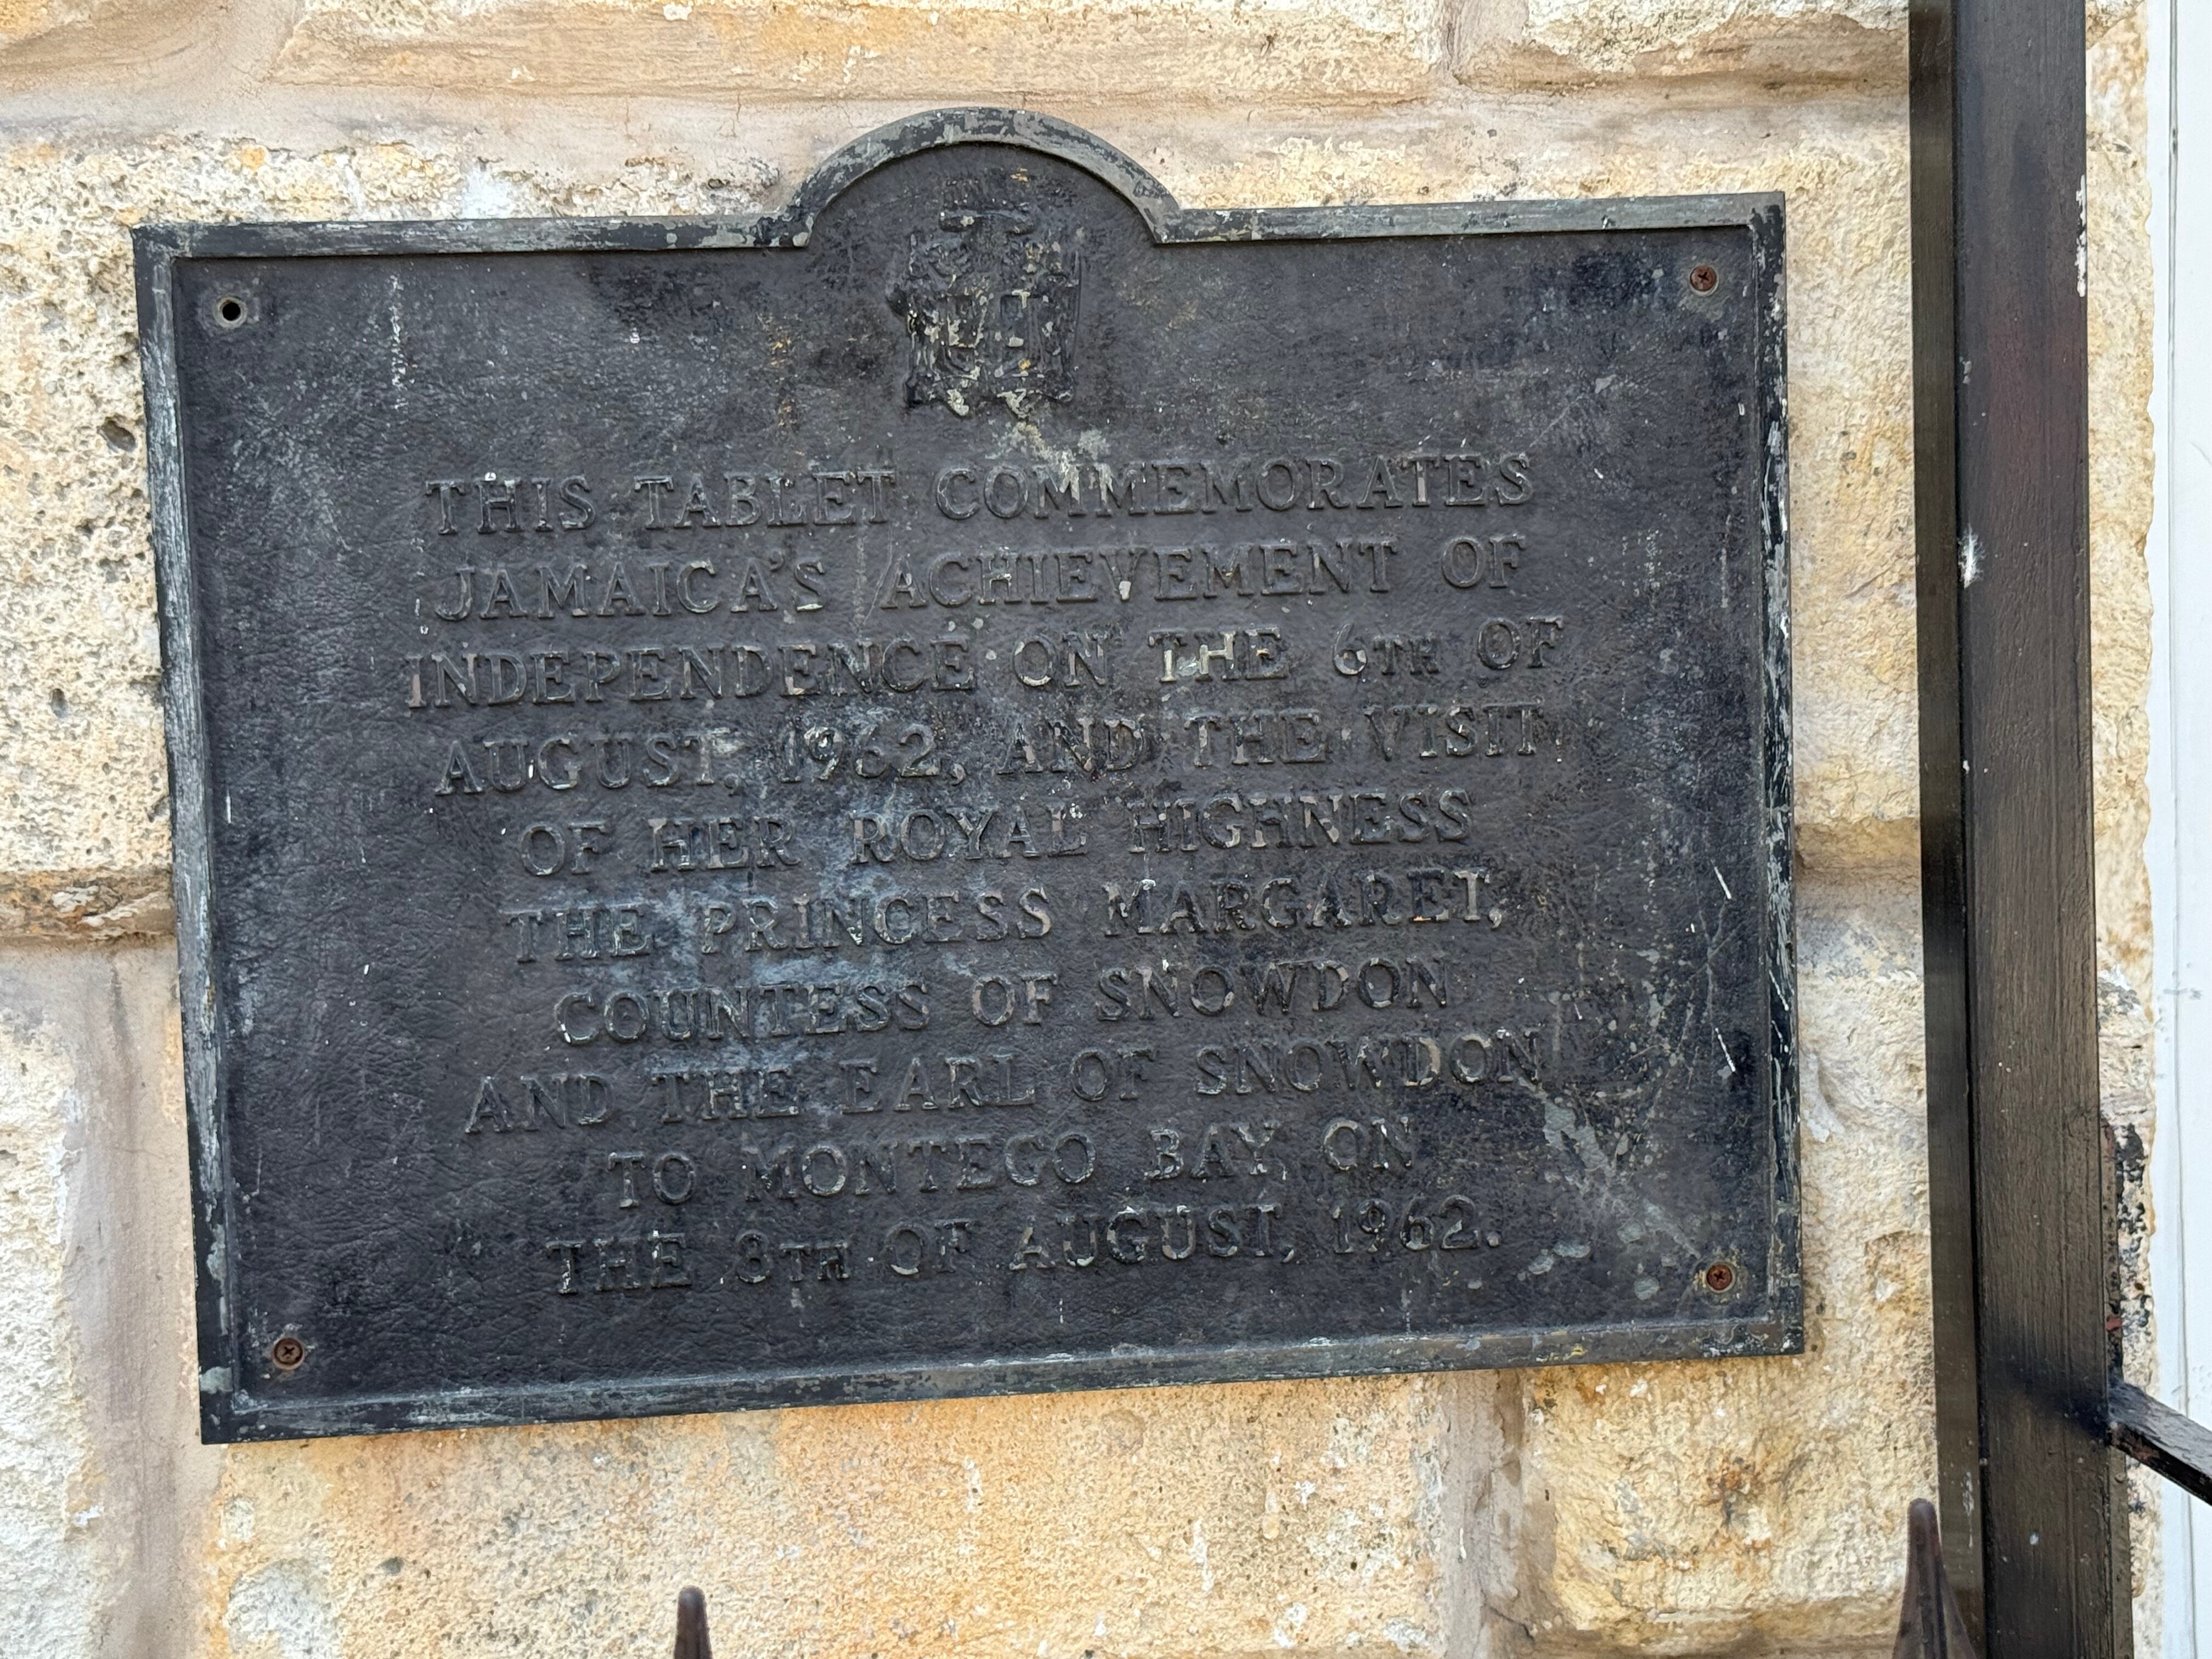 THIS TABLET COMMEMORATES
JAMAICA'S ACHIEVEMENT OF
INDEPENDENCE ON THE 6TH OF
AUGUST, 1962, AND THE VISIT
OF HER ROYAL HIGHNESS
THE PRINCESS MARGARET,
COUNTESS OF SNOWDON
AND THE EARL OF SNOWDON
TO MONTEGO BAY ON
THE 8TH OF AUGUST, 1962.